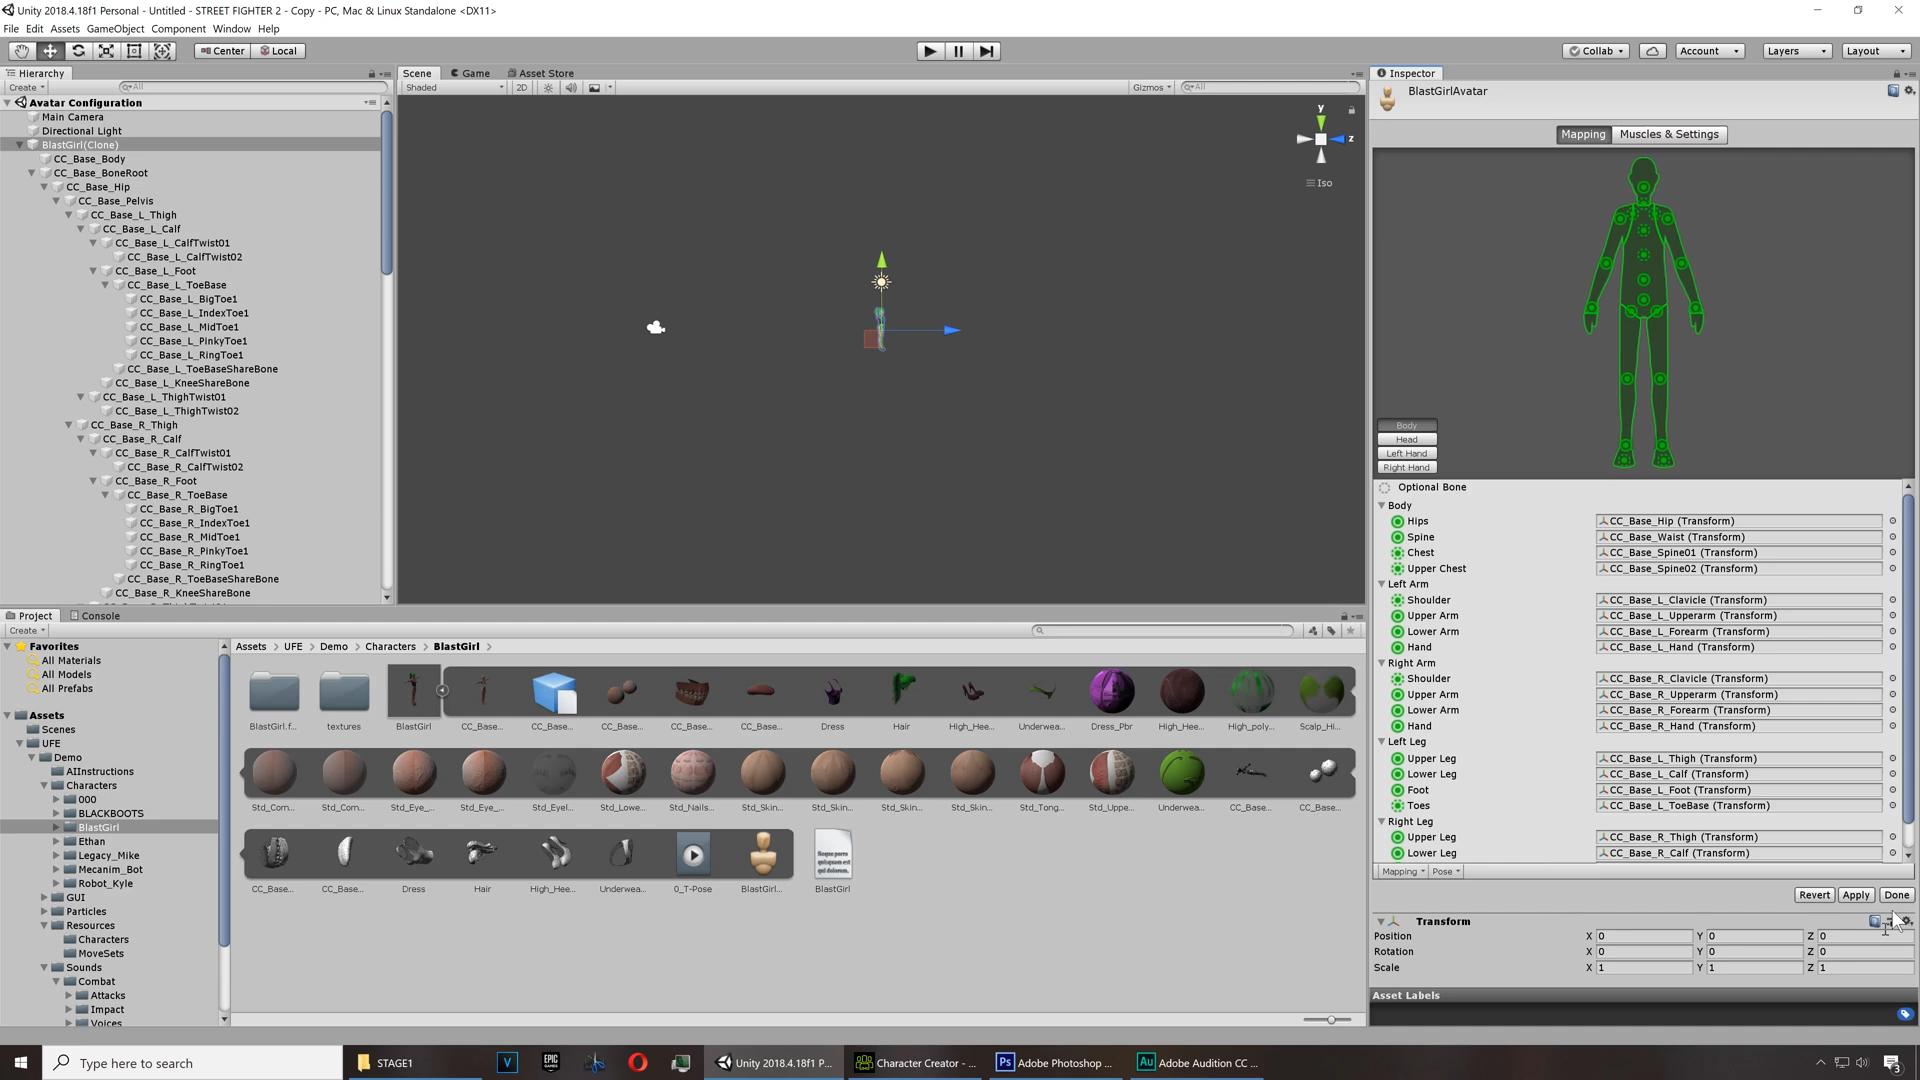 Unity 2018.4.18f1 Personal - Untitled - STREET FIGHTER 2 - Copy - PC, Mac & Linux Standalone <DX11>
File Edit Assets GameObject Component Window Help
Center Local Collab Account Layers Layout
Hierarchy
Create All
Avatar Configuration
Main Camera
Directional Light
BlastGirl(Clone)
CC_Base_Body
CC_Base_BoneRoot
CC_Base_Hip
CC_Base_Pelvis
CC_Base_L_Thigh
CC_Base_L_Calf
CC_Base_L_CalfTwist01
CC_Base_L_CalfTwist02
CC_Base_L_Foot
CC_Base_L_ToeBase
CC_Base_L_BigToe1
CC_Base_L_IndexToe1
CC_Base_L_MidToe1
CC_Base_L_PinkyToe1
CC_Base_L_RingToe1
CC_Base_L_ToeBaseShareBone
CC_Base_L_KneeShareBone
CC_Base_L_ThighTwist01
CC_Base_L_ThighTwist02
CC_Base_R_Thigh
CC_Base_R_Calf
CC_Base_R_CalfTwist01
CC_Base_R_CalfTwist02
CC_Base_R_Foot
CC_Base_R_ToeBase
CC_Base_R_BigToe1
CC_Base_R_IndexToe1
CC_Base_R_MidToe1
CC_Base_R_PinkyToe1
CC_Base_R_RingToe1
CC_Base_R_ToeBaseShareBone
CC_Base_R_KneeShareBone
Scene Game Asset Store
Shaded 2D Gizmos All
y
z
Iso
Inspector
BlastGirlAvatar
Mapping Muscles & Settings
Body
Head
Left Hand
Right Hand
Optional Bone
Body
Hips CC_Base_Hip (Transform)
Spine CC_Base_Waist (Transform)
Chest CC_Base_Spine01 (Transform)
Upper Chest CC_Base_Spine02 (Transform)
Left Arm
Shoulder CC_Base_L_Clavicle (Transform)
Upper Arm CC_Base_L_Upperarm (Transform)
Lower Arm CC_Base_L_Forearm (Transform)
Hand CC_Base_L_Hand (Transform)
Right Arm
Shoulder CC_Base_R_Clavicle (Transform)
Upper Arm CC_Base_R_Upperarm (Transform)
Lower Arm CC_Base_R_Forearm (Transform)
Hand CC_Base_R_Hand (Transform)
Left Leg
Upper Leg CC_Base_L_Thigh (Transform)
Lower Leg CC_Base_L_Calf (Transform)
Foot CC_Base_L_Foot (Transform)
Toes CC_Base_L_ToeBase (Transform)
Right Leg
Upper Leg CC_Base_R_Thigh (Transform)
Lower Leg CC_Base_R_Calf (Transform)
Mapping Pose
Revert Apply Done
Transform
Position X 0 Y 0 Z 0
Rotation X 0 Y 0 Z 0
Scale X 1 Y 1 Z 1
Asset Labels
Project Console
Create
Favorites
All Materials
All Models
All Prefabs
Assets
Scenes
UFE
Demo
AIInstructions
Characters
000
BLACKBOOTS
BlastGirl
Ethan
Legacy_Mike
Mecanim_Bot
Robot_Kyle
GUI
Particles
Resources
Characters
MoveSets
Sounds
Combat
Attacks
Impact
Voices
Assets UFE Demo Characters BlastGirl
BlastGirl.f... textures BlastGirl CC_Base... CC_Base... CC_Base... CC_Base... CC_Base... Dress Hair High_Hee... Underwea... Dress_Pbr High_Hee... High_poly... Scalp_Hi...
Std_Corn... Std_Corn... Std_Eye_... Std_Eye_... Std_Eyel... Std_Lowe... Std_Nails... Std_Skin... Std_Skin... Std_Skin... Std_Skin... Std_Tong... Std_Uppe... Underwea... CC_Base... CC_Base...
CC_Base... CC_Base... Dress Hair High_Hee... Underwea... 0_T-Pose BlastGirl... BlastGirl
Type here to search STAGE1 V EPIC GAMES Unity 2018.4.18f1 P... Character Creator - ... Ps Adobe Photoshop ... Au Adobe Audition CC ... 3